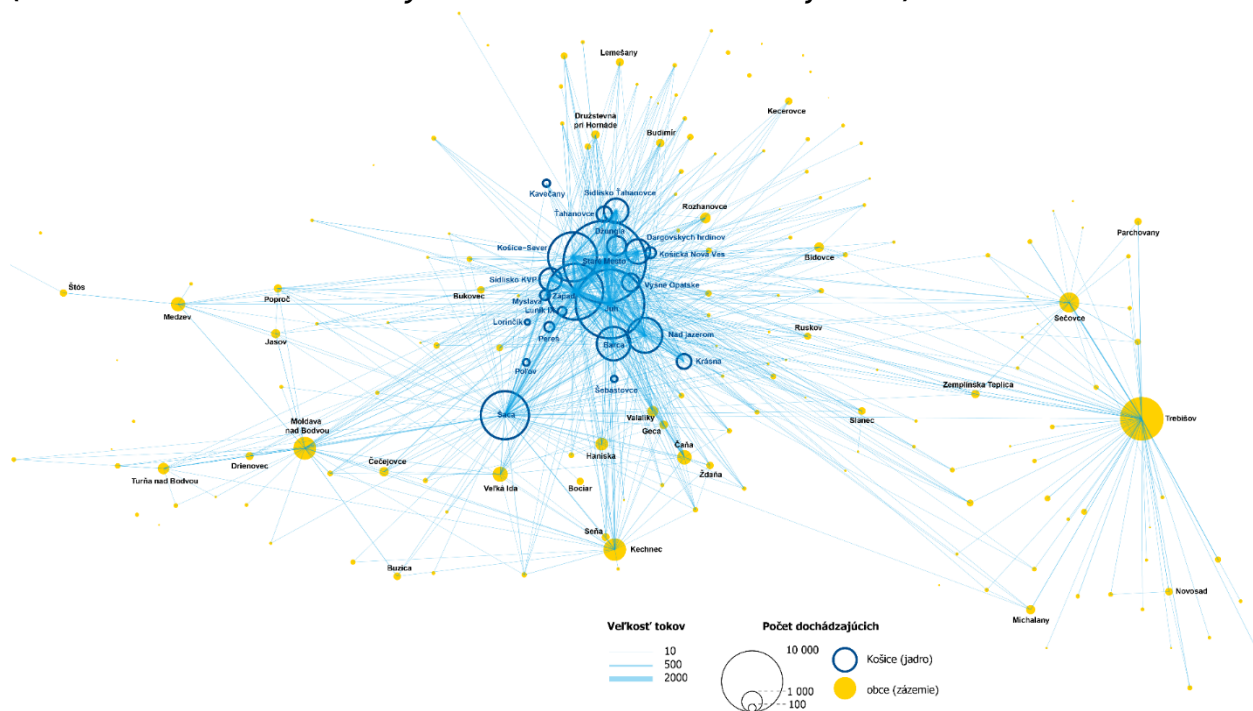 Lemešany
Kecerovce
Družstevná
pri Hornáde
Budimír
Kavečany
Sídlisko Ťahanovce
Ťahanovce
Rozhanovce
Parchovany
Džungľa
Dargovských hrdinov
Košice-Sever
Košická Nová Ves
Staré Mesto
Bidovce
Štós
Sídlisko KVP
Vyšné Opátske
Poproč
Bukovec
Západ
Myslava
Medzev
Luník IX
Juh
Sečovce
Lorinčík
Pereš
Nad jazerom
Ruskov
Jasov
Barca
Poľov
Krásna
Šebastovce
Zemplínska Teplica
Šaca
Valaliky
Slanec
Trebišov
Moldava
nad Bodvou
Geča
Haniska
Čaňa
Drienovec
Čečejovce
Ždaňa
Turňa nad Bodvou
Veľká Ida
Bočiar
Seňa
Kechnec
Buzica
Novosad
Michaľany
Veľkosť tokov
10
500
2000
Počet dochádzajúcich
10 000
1 000
100
Košice (jadro)
obce (zázemie)